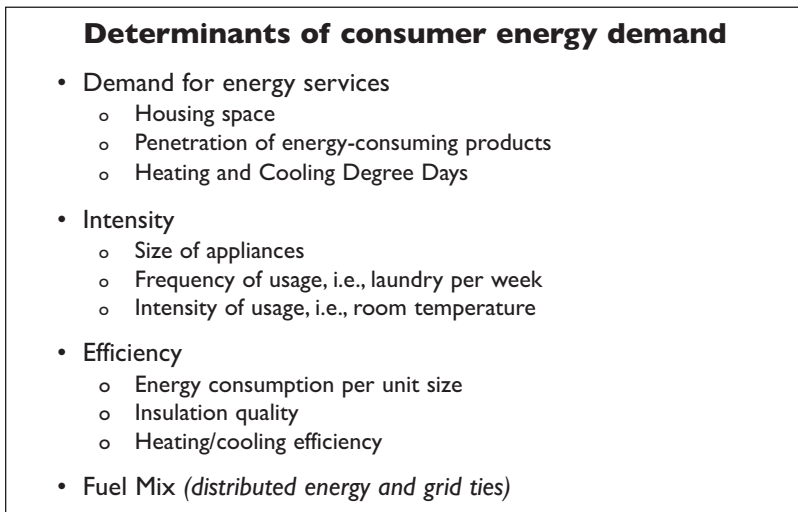 Determinants of consumer energy demand
• Demand for energy services
o Housing space
o Penetration of energy-consuming products
o Heating and Cooling Degree Days
• Intensity
o Size of appliances
o Frequency of usage, i.e., laundry per week
o Intensity of usage, i.e., room temperature
• Efficiency
o Energy consumption per unit size
o Insulation quality
o Heating/cooling efficiency
• Fuel Mix (distributed energy and grid ties)